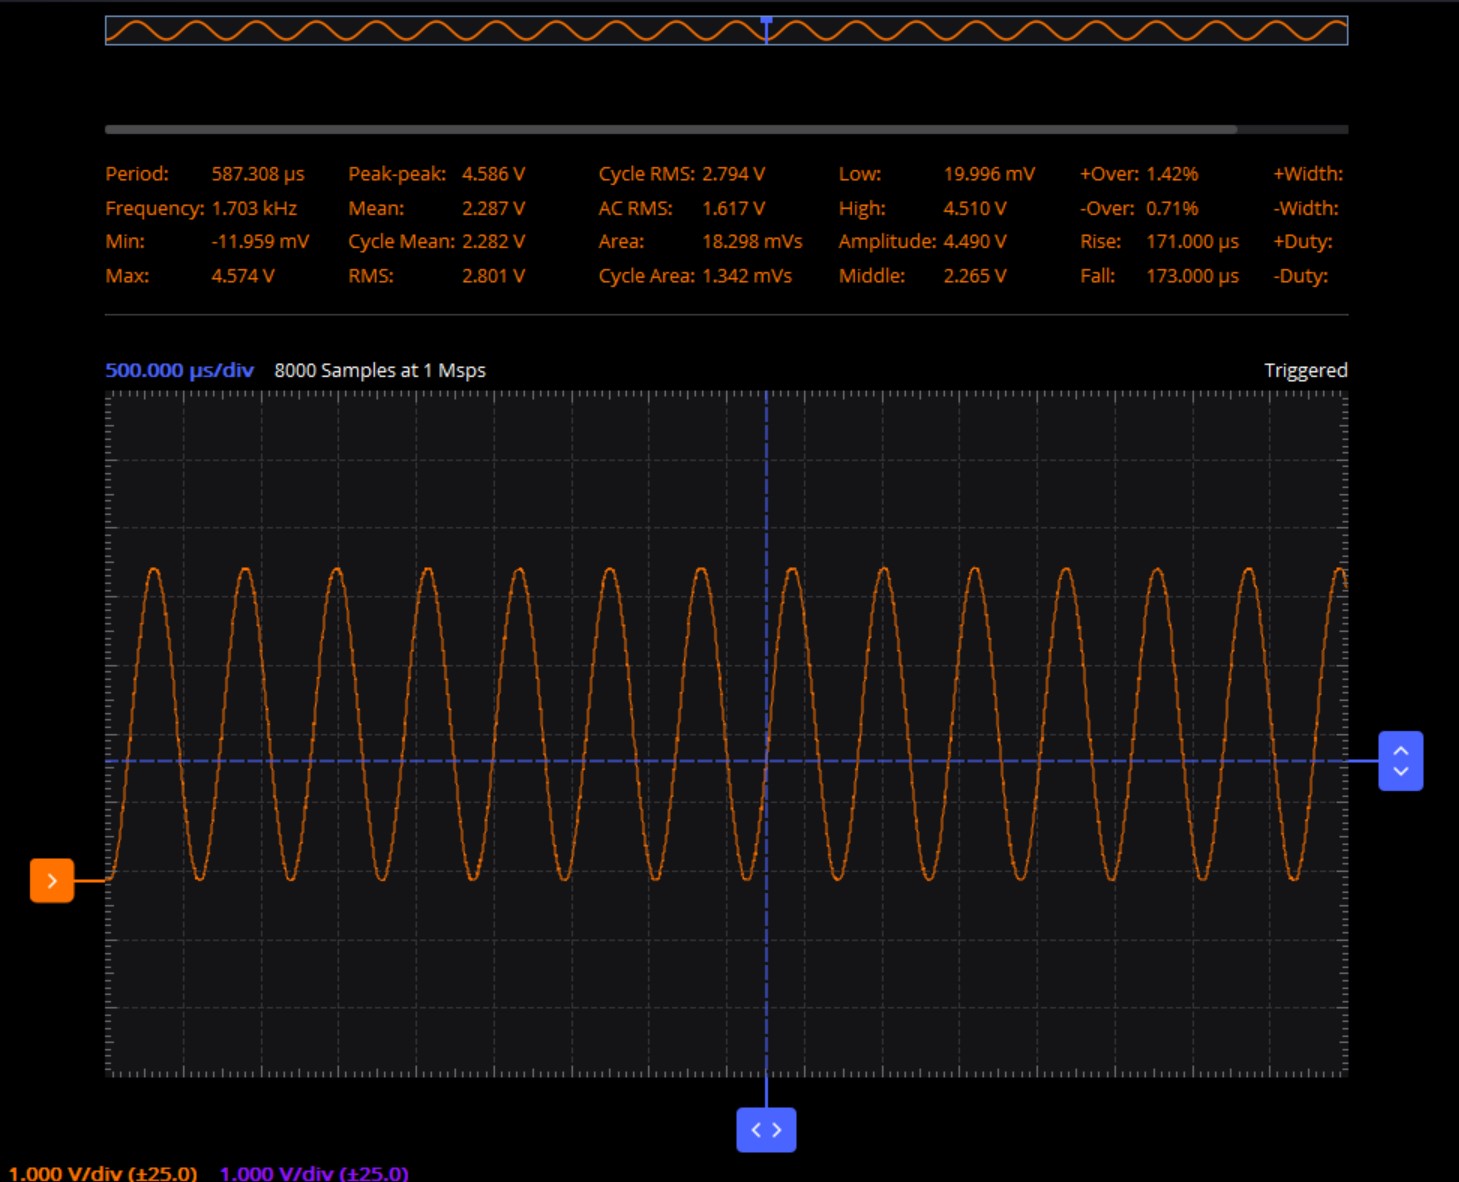 Period: 587.308 µs Peak-peak: 4.586 V Cycle RMS: 2.794 V Low: 19.996 mV +Over: 1.42% +Width:
Frequency: 1.703 kHz Mean: 2.287 V AC RMS: 1.617 V High: 4.510 V -Over: 0.71% -Width:
Min: -11.959 mV Cycle Mean: 2.282 V Area: 18.298 mVs Amplitude: 4.490 V Rise: 171.000 µs +Duty:
Max: 4.574 V RMS: 2.801 V Cycle Area: 1.342 mVs Middle: 2.265 V Fall: 173.000 µs -Duty:
500.000 µs/div 8000 Samples at 1 Msps Triggered
1.000 V/div (±25.0) 1.000 V/div (±25.0)